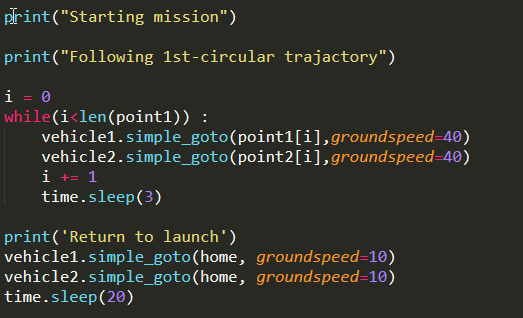 print("Starting mission")
print("Following 1st-circular trajactory")
i = 0
while(i<len(point1)) :
    vehicle1.simple_goto(point1[i],groundspeed=40)
    vehicle2.simple_goto(point2[i],groundspeed=40)
    i += 1
    time.sleep(3)
print('Return to launch')
vehicle1.simple_goto(home, groundspeed=10)
vehicle2.simple_goto(home, groundspeed=10)
time.sleep(20)